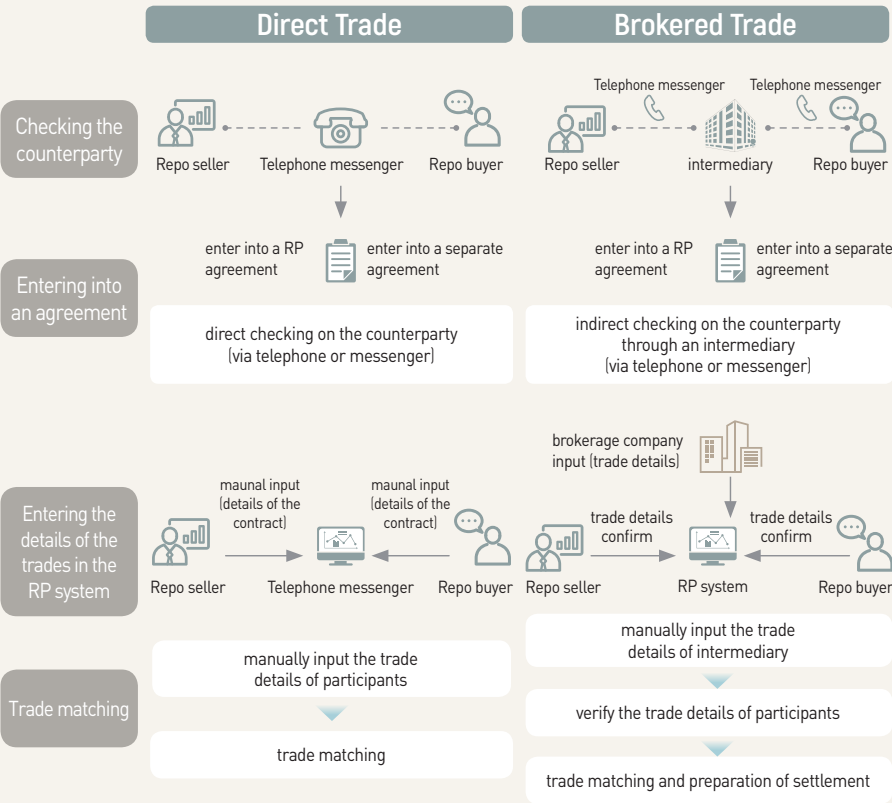 Direct Trade
Brokered Trade
Checking the
counterparty
Repo seller
Telephone messenger
Repo buyer
Telephone messenger
Telephone messenger
Repo seller
intermediary
Repo buyer
Entering into
an agreement
enter into a RP
agreement
enter into a separate
agreement
direct checking on the counterparty
(via telephone or messenger)
enter into a RP
agreement
enter into a separate
agreement
indirect checking on the counterparty
through an intermediary
(via telephone or messenger)
Entering the
details of the
trades in the
RP system
maunal input
(details of the
contract)
maunal input
(details of the
contract)
Repo seller
Telephone messenger
Repo buyer
brokerage company
input (trade details)
trade details
confirm
trade details
confirm
Repo seller
RP system
Repo buyer
Trade matching
manually input the trade
details of participants
trade matching
manually input the trade
details of intermediary
verify the trade details of participants
trade matching and preparation of settlement